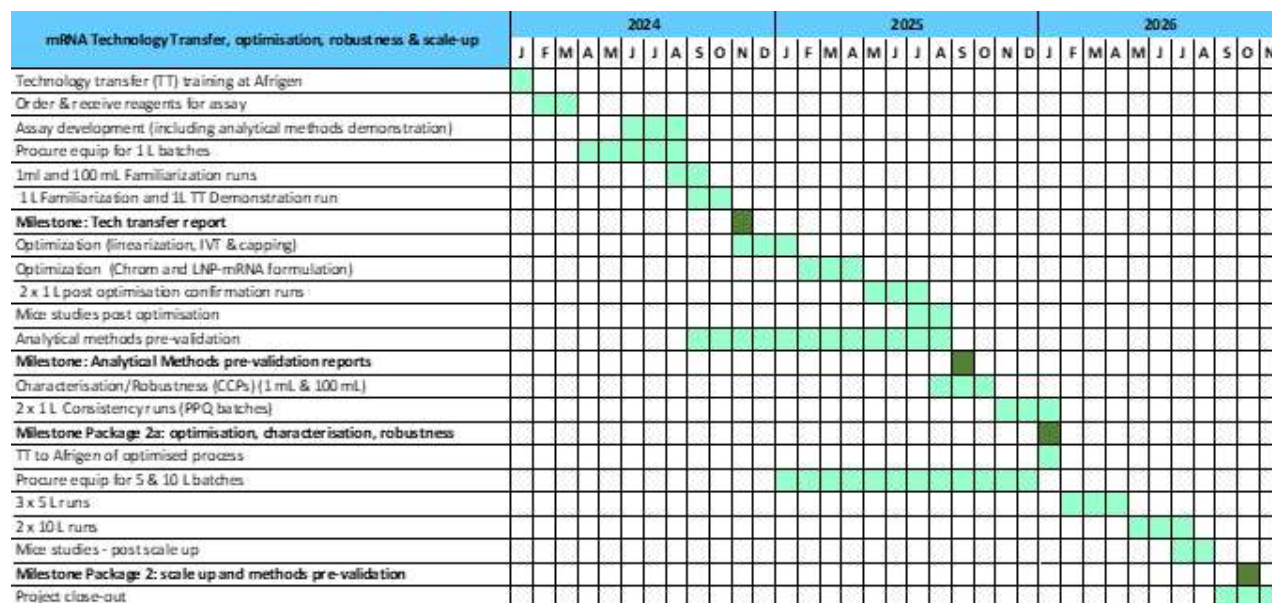 2024 2025 2026
mRNA Technology Transfer, optimisation, robustness & scale-up
J F M A M J J A S O N D J F M A M J J A S O N D J F M A M J J A S O N
Technology transfer (TT) training at Afrigen
Order & receive reagents for assay
Assay development (including analytical methods demonstration)
Procure equip for 1 L batches
1ml and 100 mL Familiarization runs
1 L Familiarization and 1L TT Demonstration run
Milestone: Tech transfer report
Optimization (linearization, IVT & capping)
Optimization (Chrom and LNP-mRNA formulation)
2 x 1 L post optimisation confirmation runs
Mice studies post optimisation
Analytical methods pre-validation
Milestone: Analytical Methods pre-validation reports
Characterisation/Robustness (CCPs) (1 mL & 100 mL)
2 x 1 L Consistency runs (PPQ batches)
Milestone Package 2a: optimisation, characterisation, robustness
TT to Afrigen of optimised process
Procure equip for 5 & 10 L batches
3 x 5 L runs
2 x 10 L runs
Mice studies - post scale up
Milestone Package 2: scale up and methods pre-validation
Project close-out